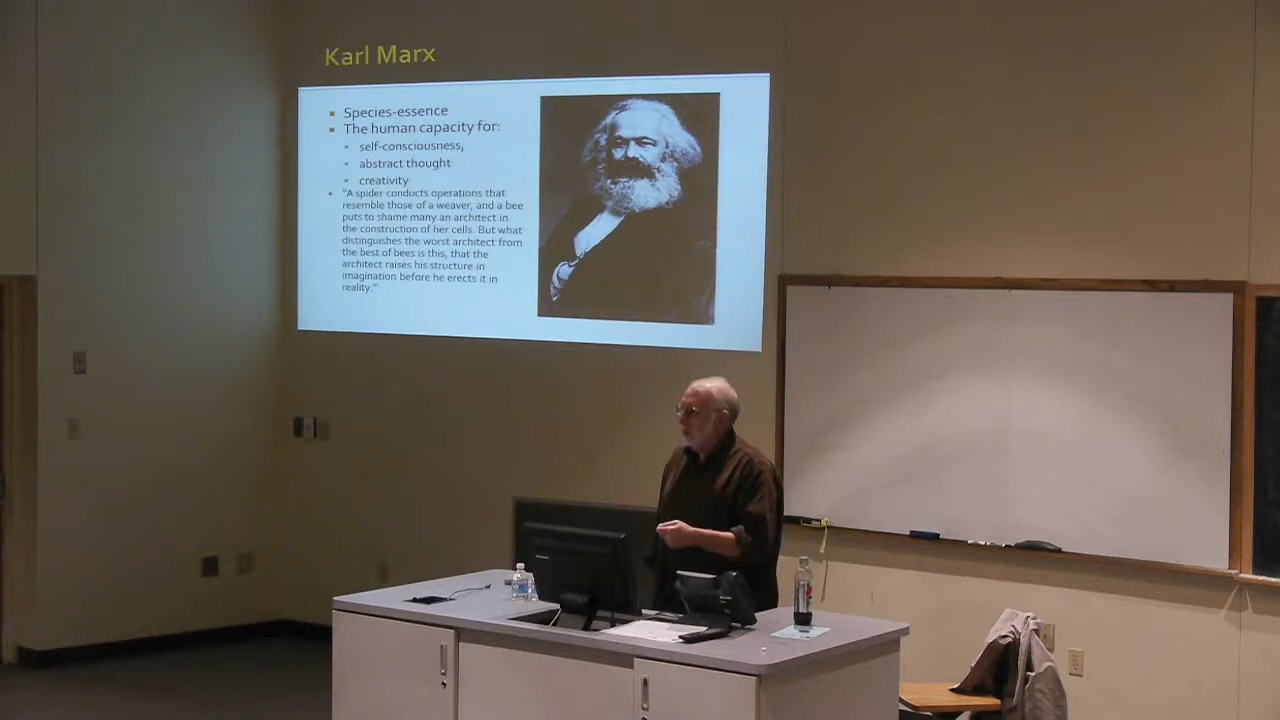 Karl Marx
Species-essence
The human capacity for:
self-consciousness,
abstract thought
creativity
"A spider conducts operations that
resemble those of a weaver, and a bee
puts to shame many an architect in
the construction of her cells. But what
distinguishes the worst architect from
the best of bees is this, that the
architect raises his structure in
imagination before he erects it in
reality."